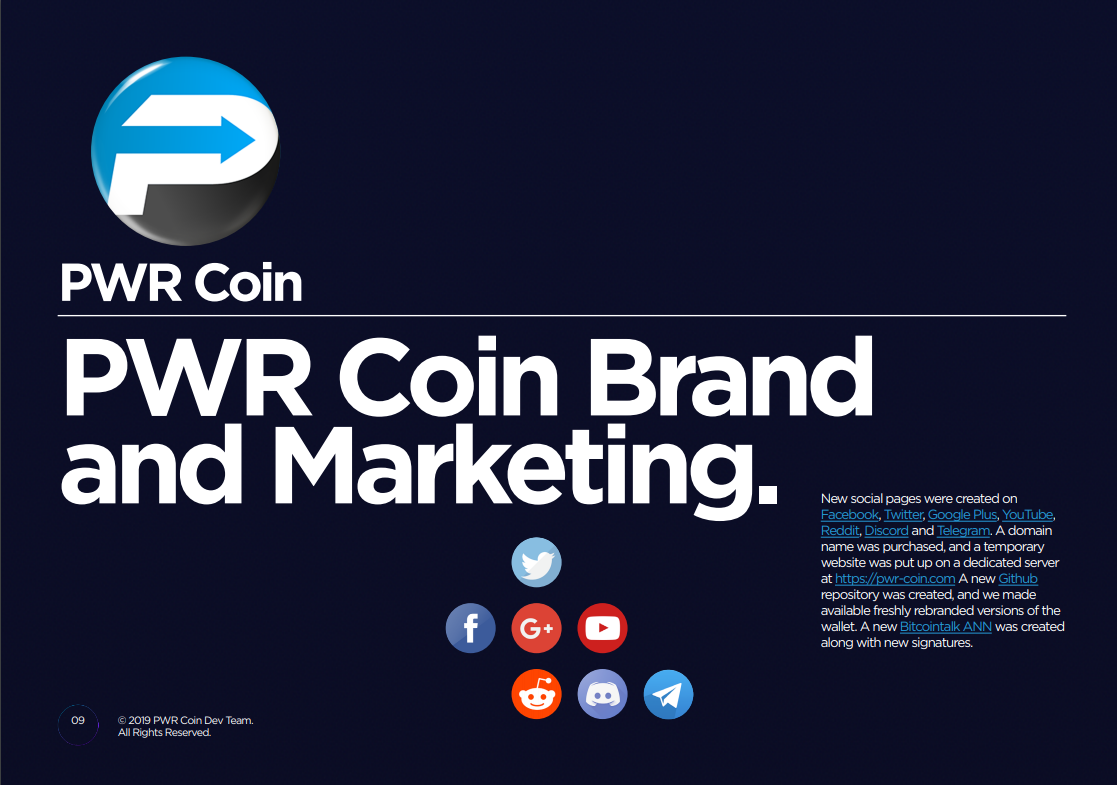 PWR Coin
PWR Coin Brand
and Marketing.
New social pages were created on
Facebook, Twitter, Google Plus, YouTube,
Reddit, Discord and Telegram. A domain
name was purchased, and a temporary
website was put up on a dedicated server
at https://pwr-coin.com A new Github
repository was created, and we made
available freshly rebranded versions of the
wallet. A new Bitcointalk ANN was created
along with new signatures.
G+
09
© 2019 PWR Coin Dev Team.
All Rights Reserved.